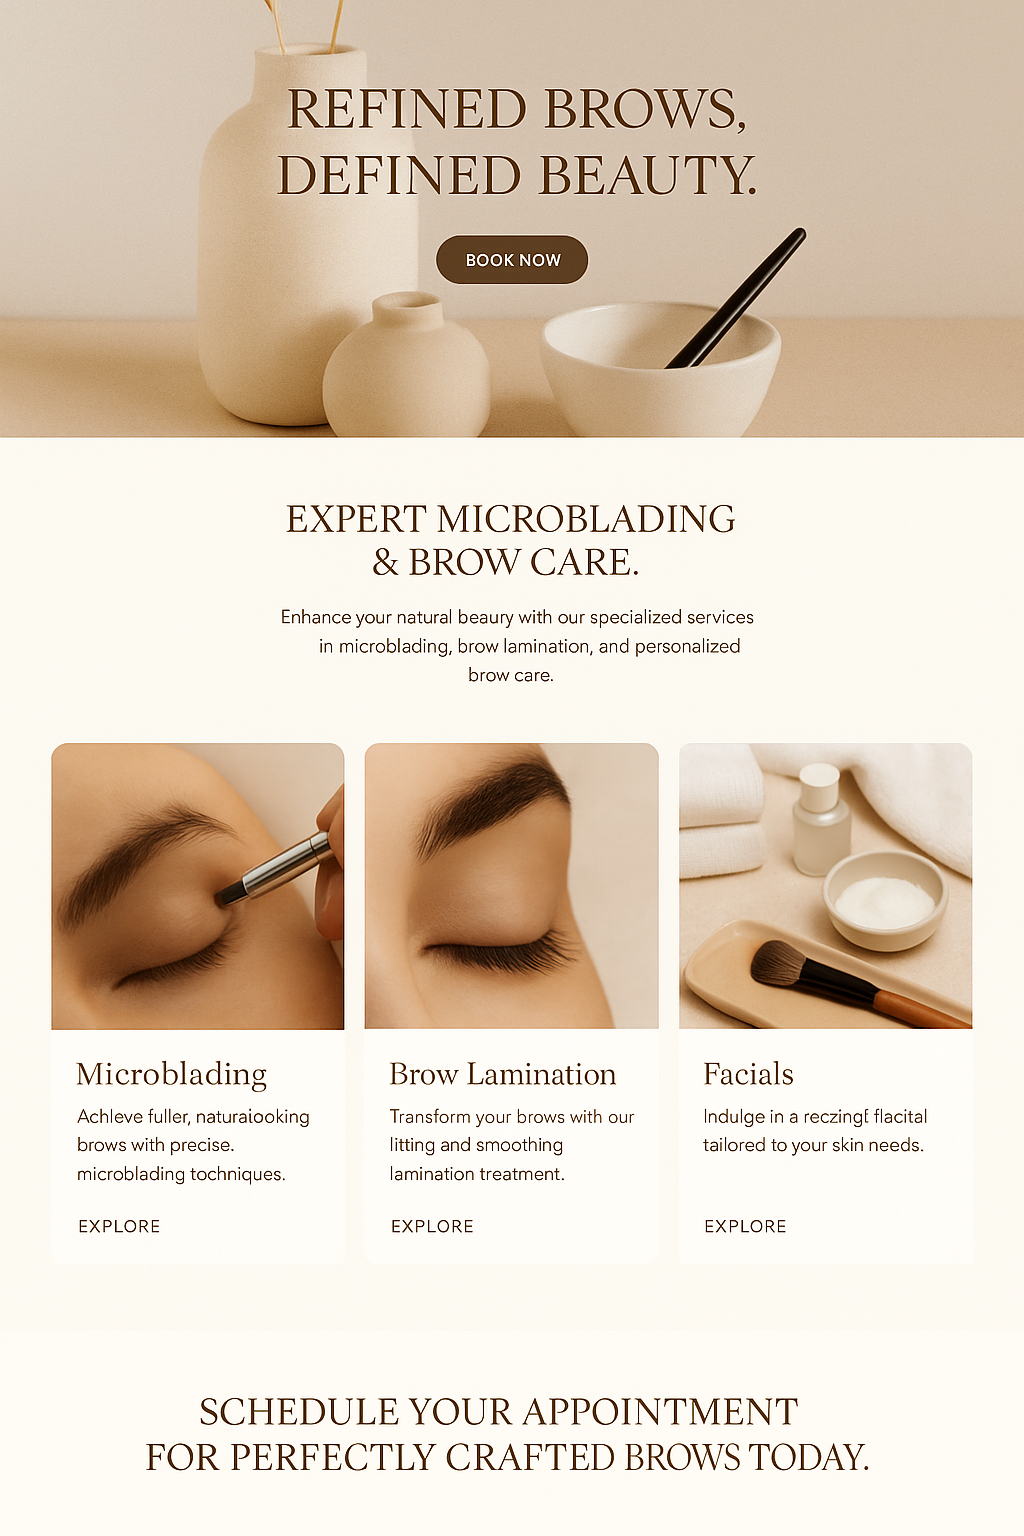 REFINED BROWS,
DEFINED BEAUTY.
BOOK NOW
EXPERT MICROBLADING
& BROW CARE.
Enhance your natural beaury with our specialized services
in microblading, brow lamination, and personalized
brow care.
Microblading
Achleve fuller, naturaiooking
brows with precise.
microblading tochniques.
EXPLORE
Brow Lamination
Transform your brows with our
litting and smoothing
lamination treatment.
EXPLORE
Facials
Indulge in a reczingf flacital
tailored to your skin needs.
EXPLORE
SCHEDULE YOUR APPOINTMENT
FOR PERFECTLY CRAFTED BROWS TODAY.